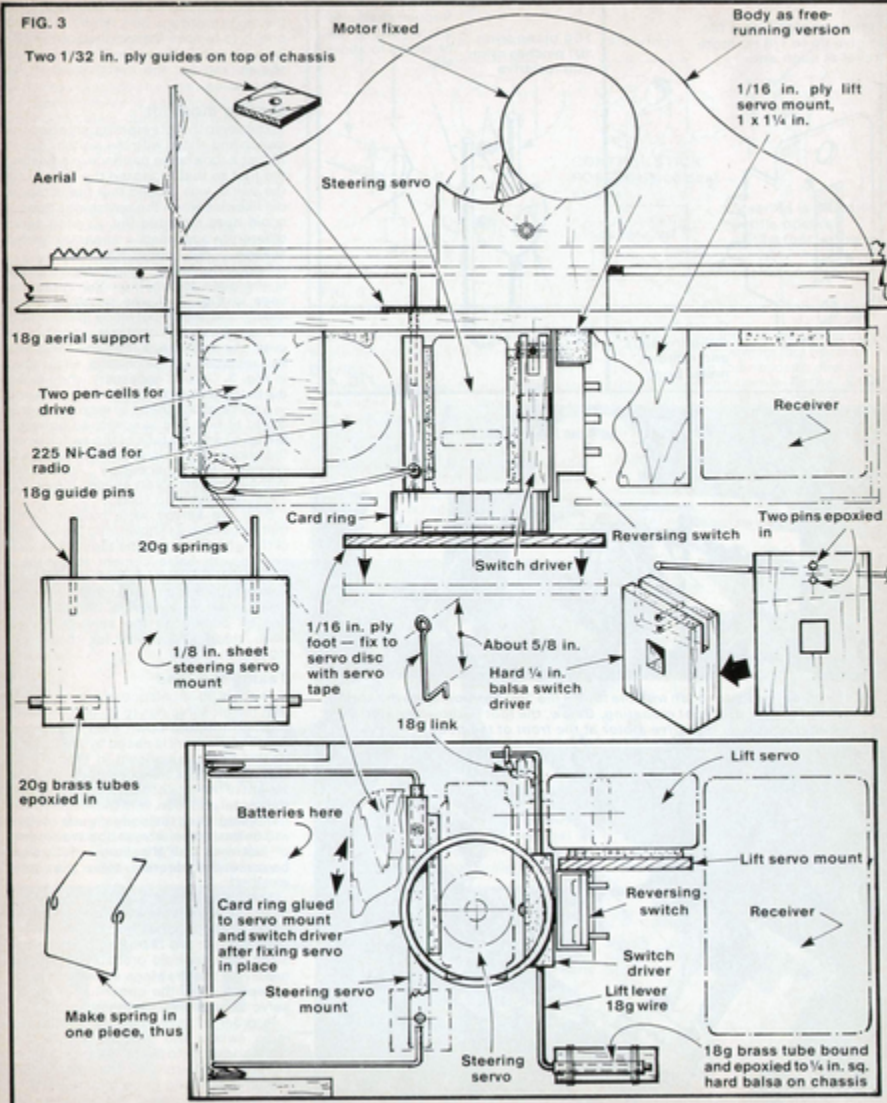 FIG. 3
Two 1/32 in. ply guides on top of chassis
Motor fixed
Body as free-
running version
1/16 in. ply lift
servo mount,
1 x 1¼ in.
Aerial
Steering servo
18g aerial support
Two pen-cells for
drive
225 Ni-Cad for
radio
18g guide pins
20g springs
Card ring
Switch driver
Reversing switch
Receiver
Two pins epoxied
in
1/8 in. sheet
steering servo
mount
1/16 in. ply
foot — fix to
servo disc
with servo
tape
About 5/8 in.
Hard ¼ in.
balsa switch
driver
18g link
20g brass tubes
epoxied in
Batteries here
Lift servo
Lift servo mount
Card ring glued
to servo mount
and switch driver
after fixing servo
in place
Reversing
switch
Receiver
Switch
driver
Make spring in
one piece, thus
Steering servo
mount
Lift lever
18g wire
Steering
servo
18g brass tube bound
and epoxied to ¼ in. sq.
hard balsa on chassis